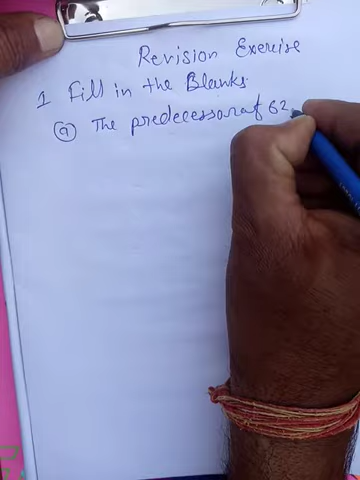 Revision Exercise
1 Fill in the Blanks
(a) The predecessor of 62